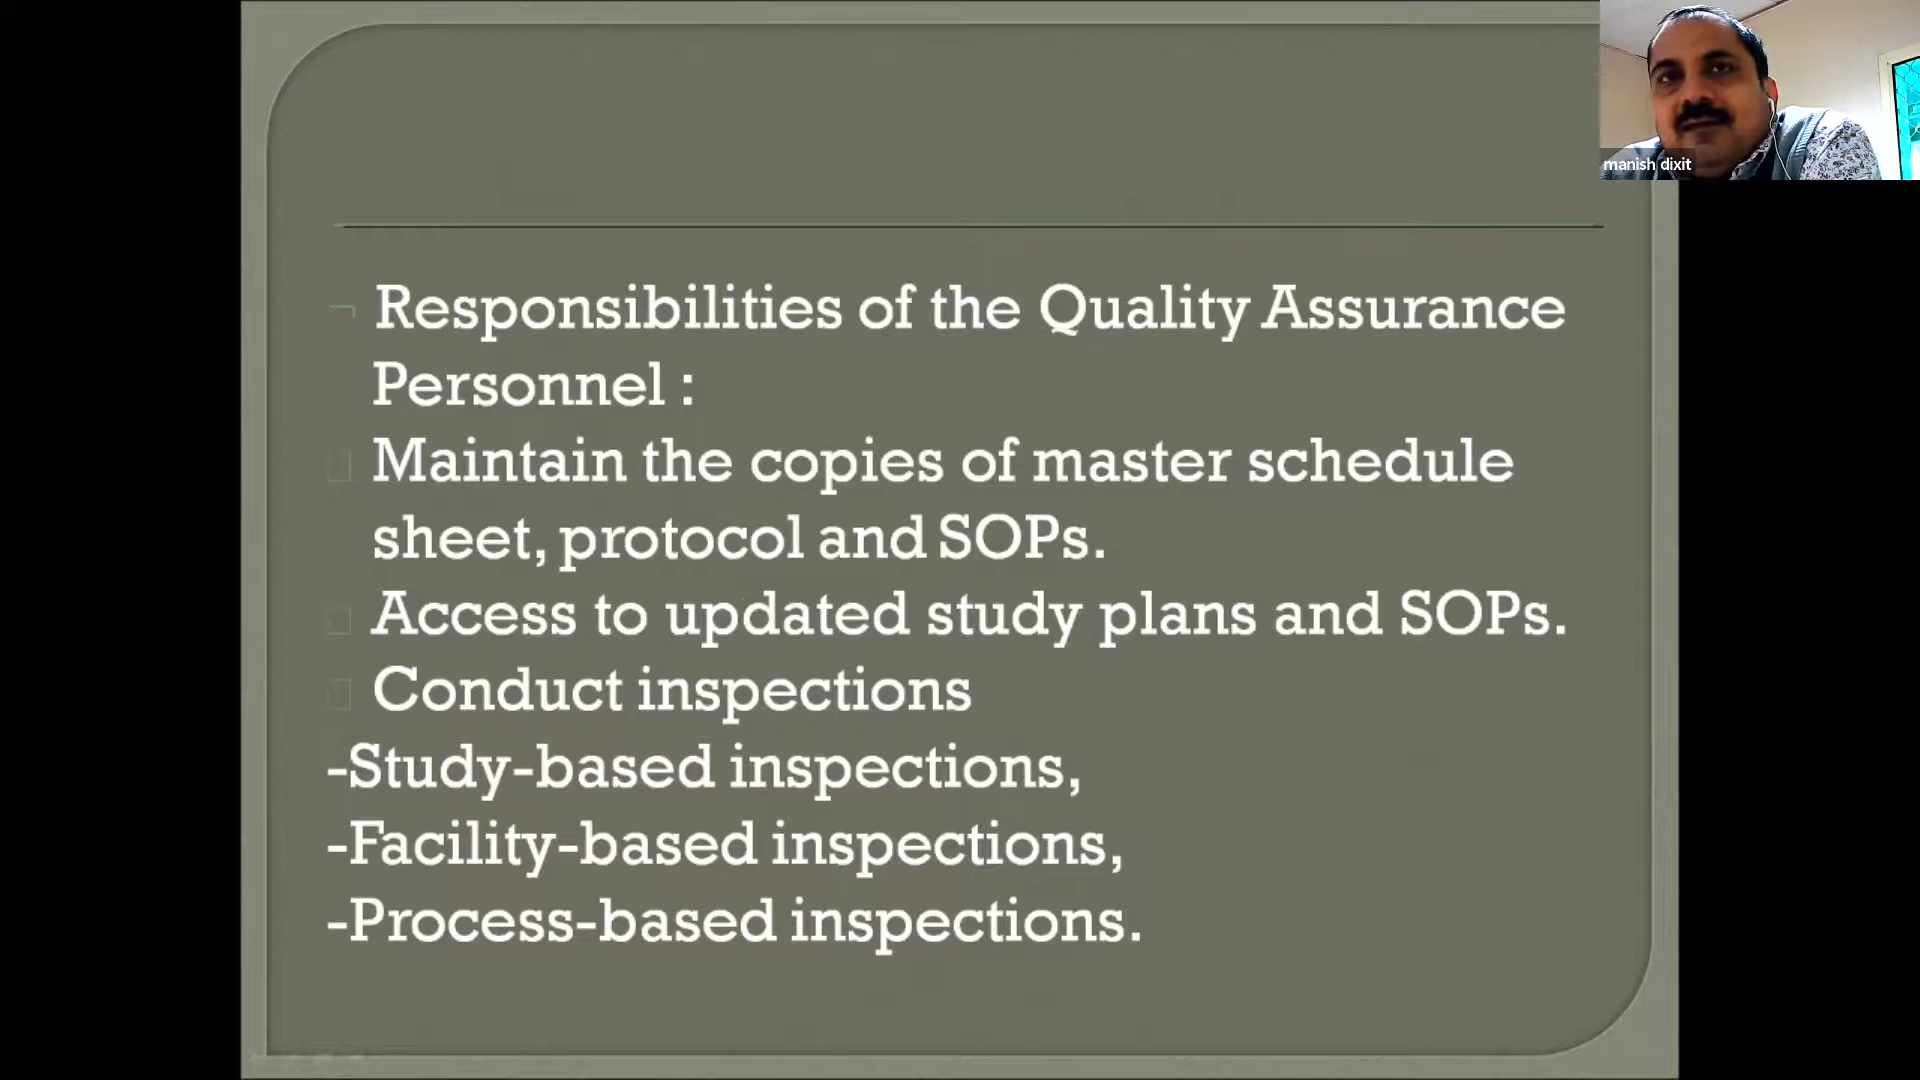 manish dixit
Responsibilities of the Quality Assurance
Personnel :
Maintain the copies of master schedule
sheet, protocol and SOPs.
Access to updated study plans and SOPs.
Conduct inspections
-Study-based inspections,
-Facility-based inspections,
-Process-based inspections.